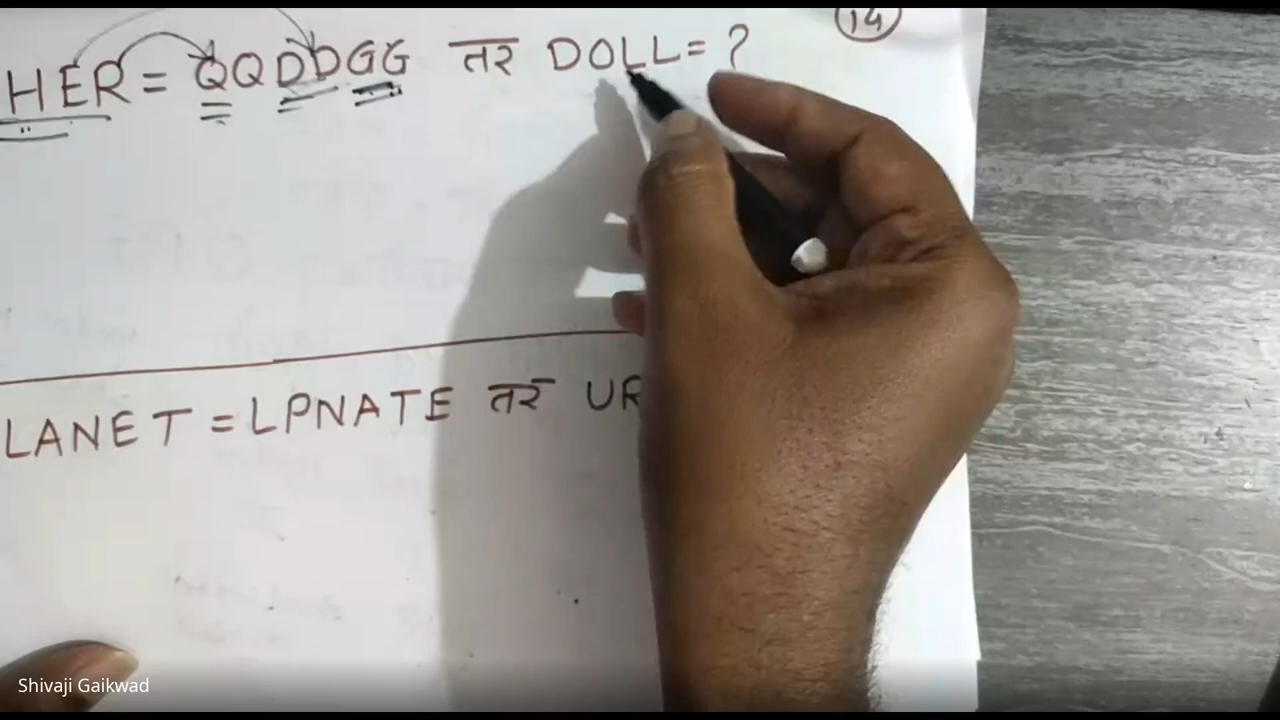 14
HER = QQDDGG तर DOLL = ?
LANET = LPNATE तर UR
Shivaji Gaikwad